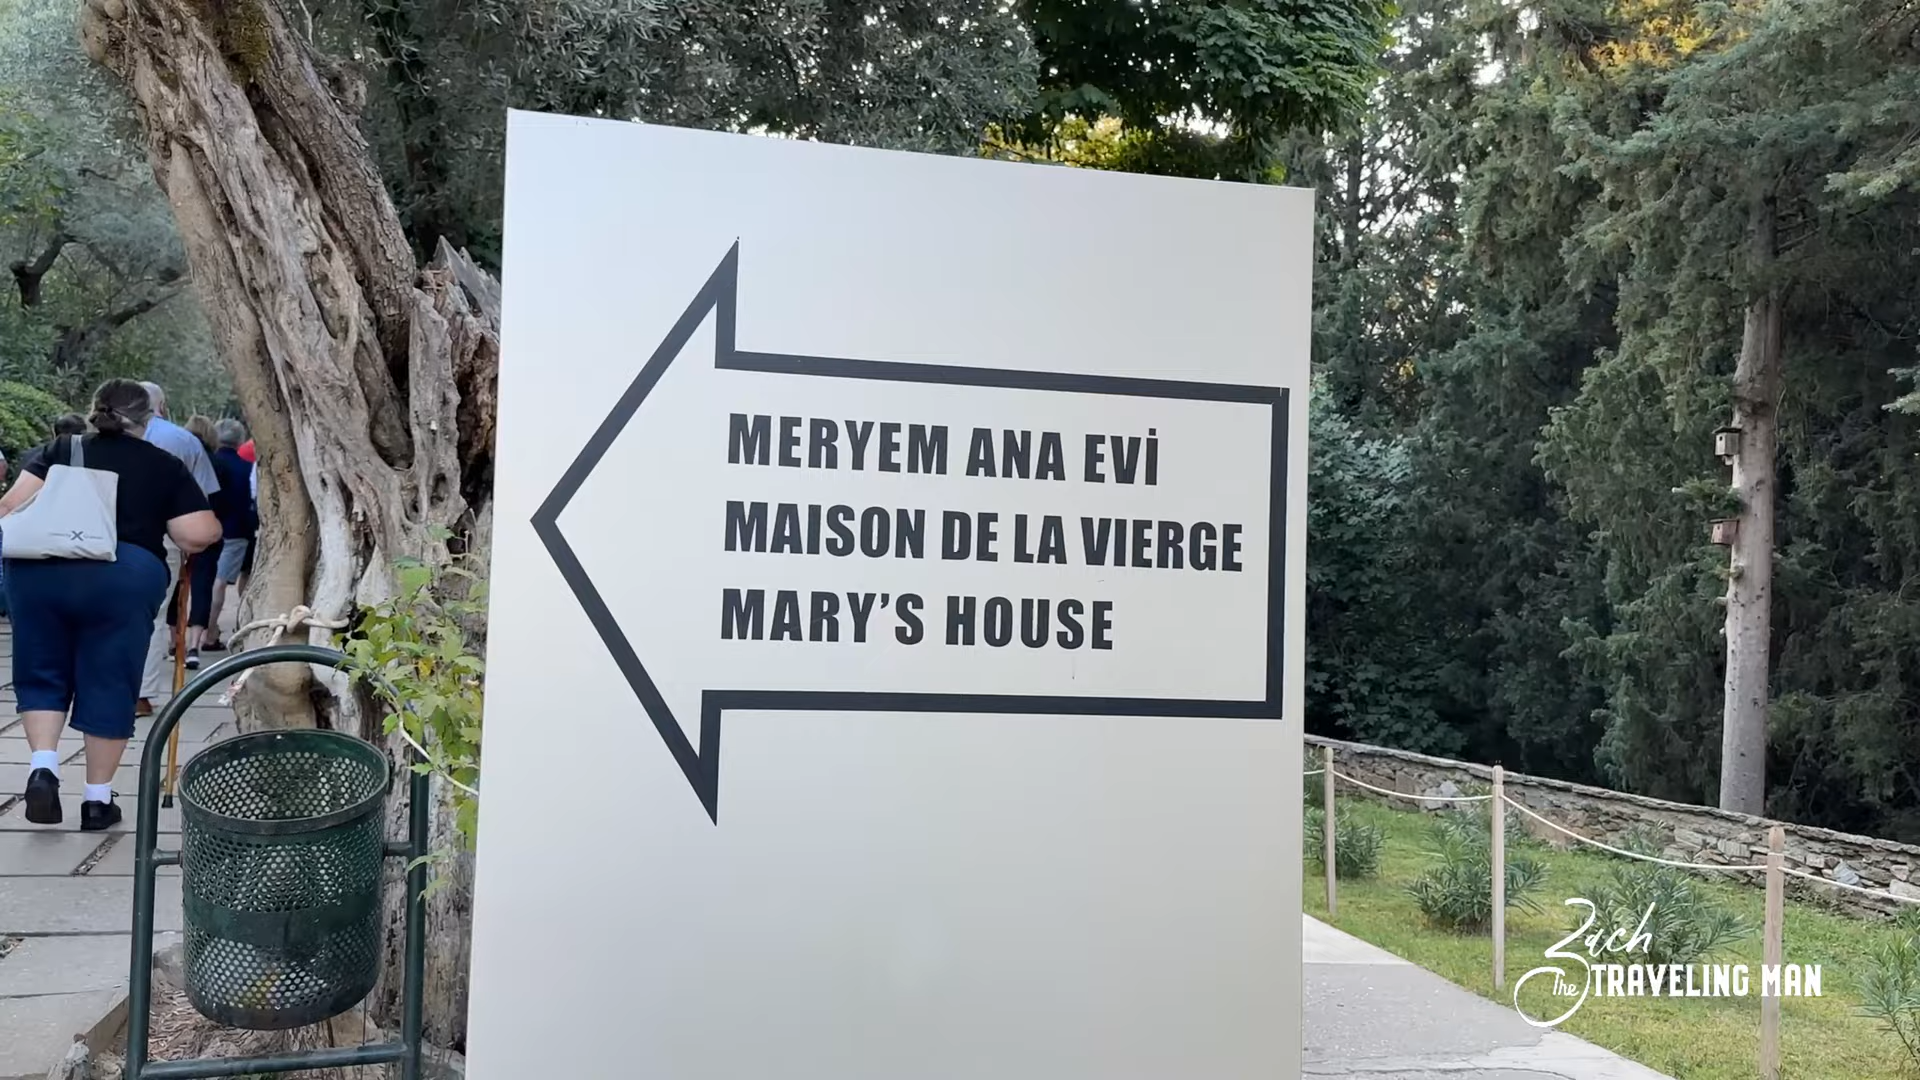 MERYEM ANA EVİ
MAISON DE LA VIERGE
MARY'S HOUSE
Zach
The TRAVELING MAN